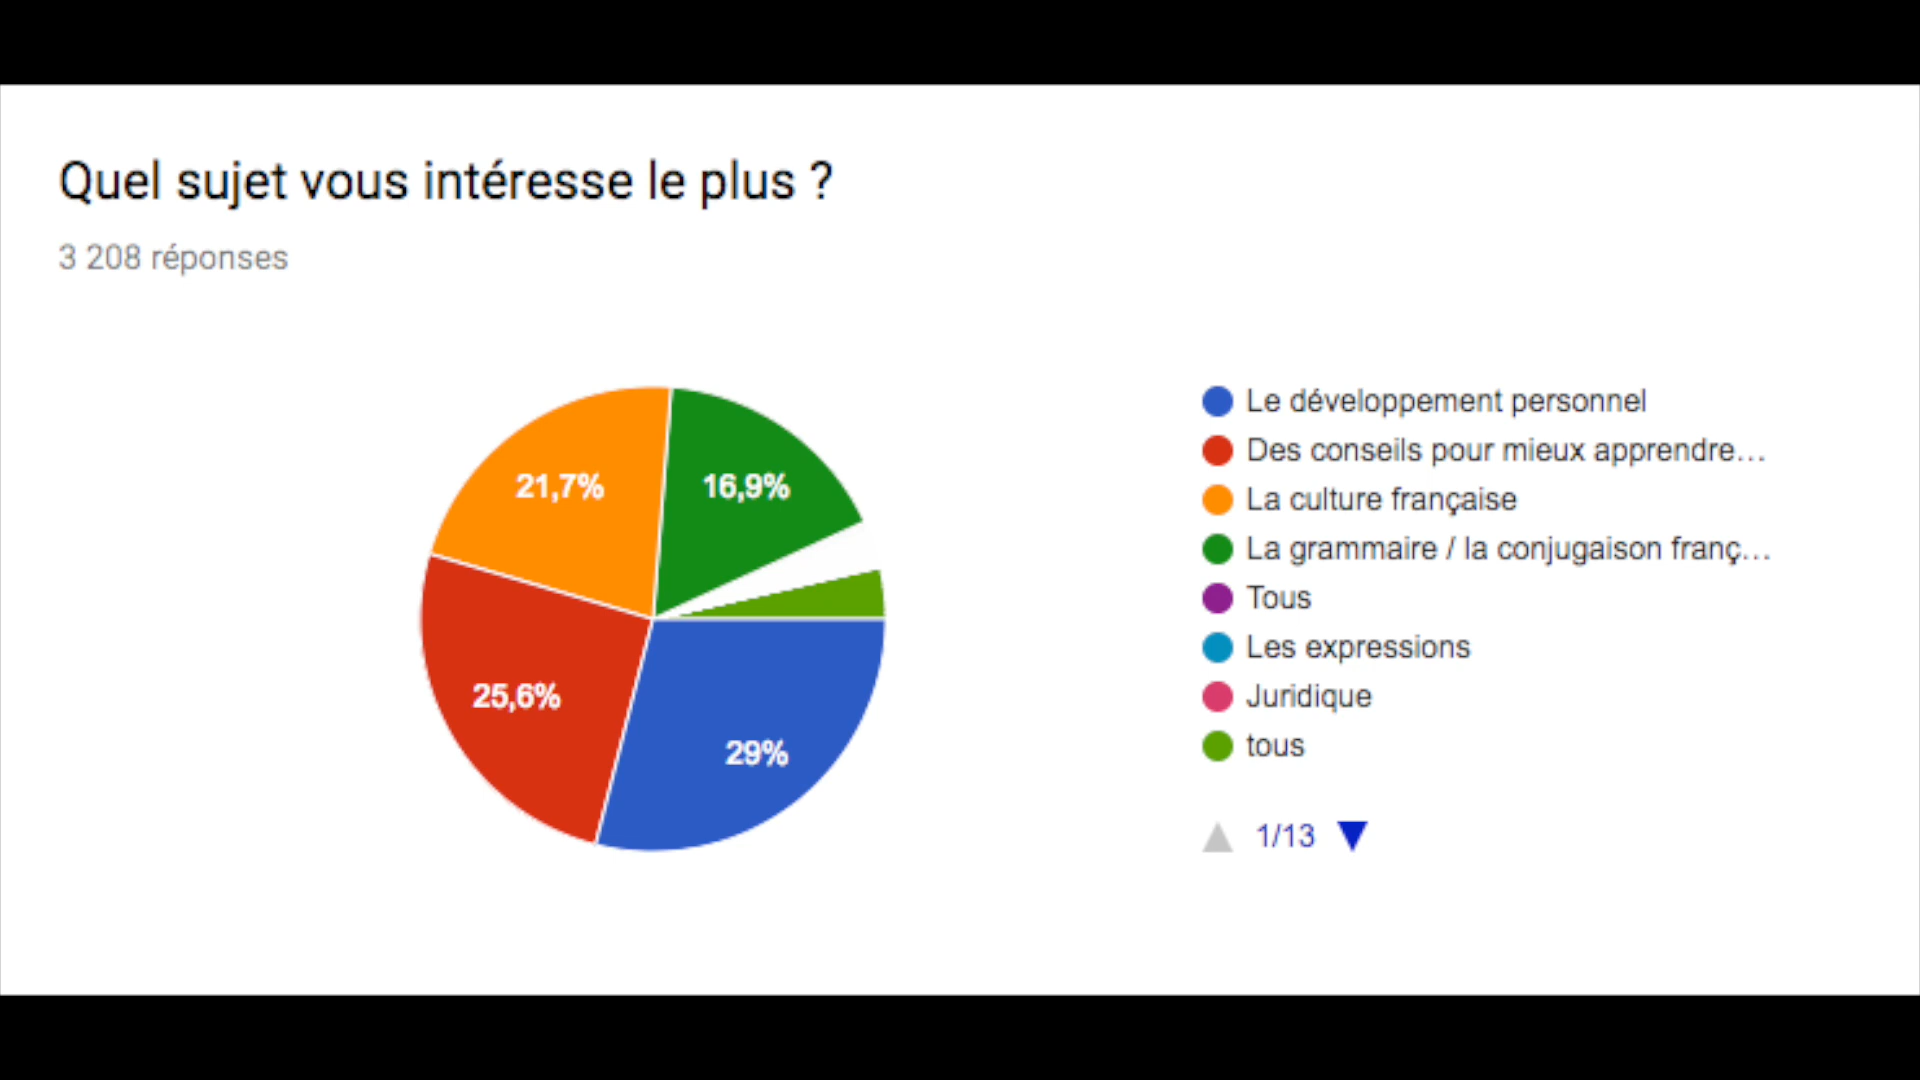 Quel sujet vous intéresse le plus ?
3 208 réponses
21,7%
16,9%
25,6%
29%
Le développement personnel
Des conseils pour mieux apprendre...
La culture française
La grammaire / la conjugaison franç...
Tous
Les expressions
Juridique
tous
1/13